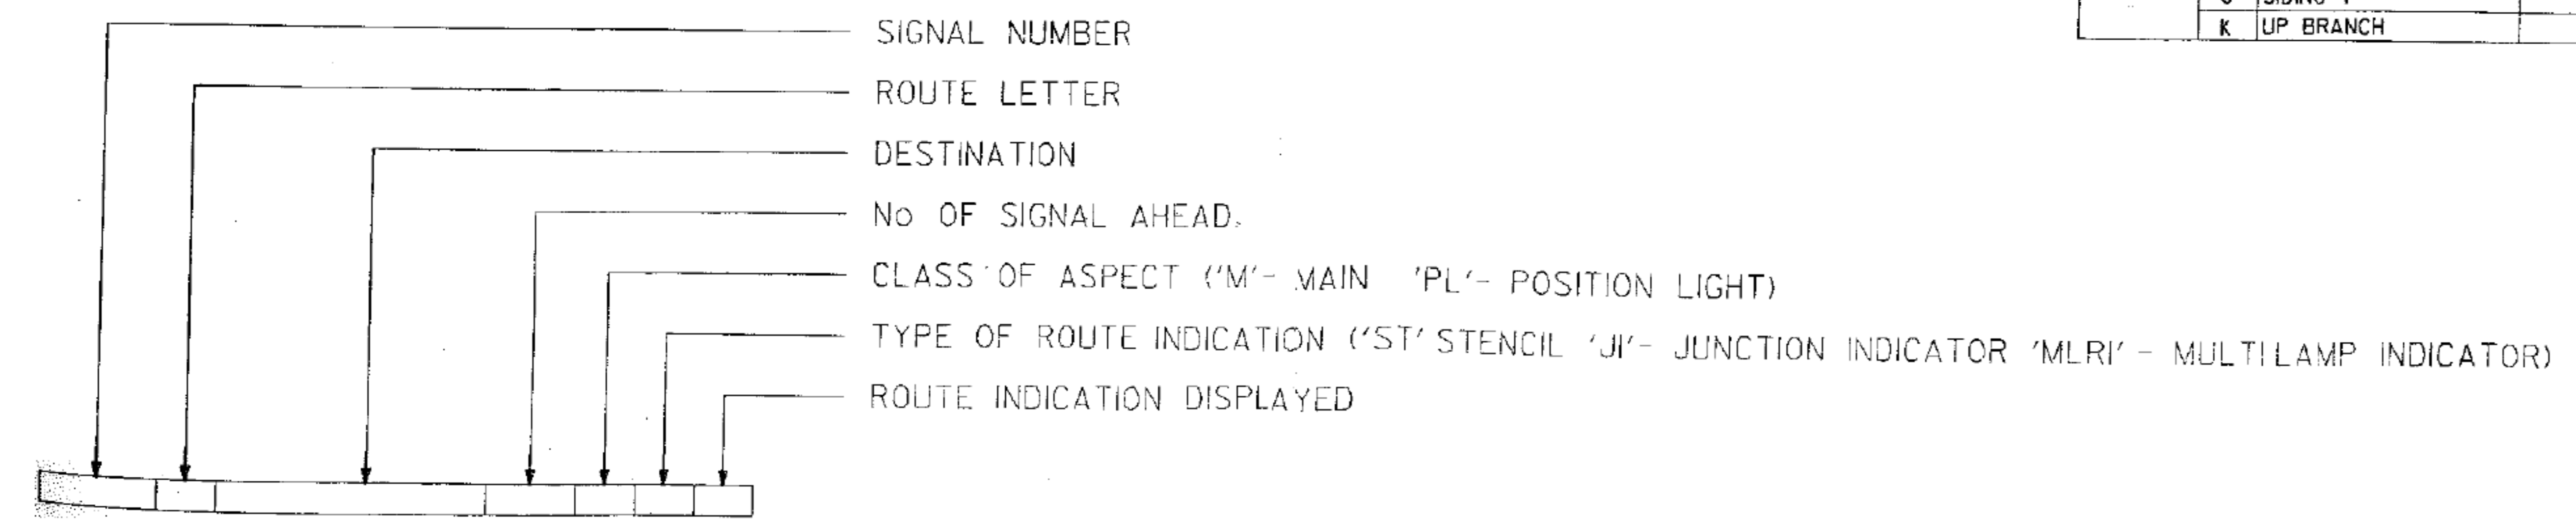 K UP BRANCH
SIGNAL NUMBER
ROUTE LETTER
DESTINATION
No OF SIGNAL AHEAD.
CLASS OF ASPECT ('M'- MAIN 'PL'- POSITION LIGHT)
TYPE OF ROUTE INDICATION ('ST' STENCIL 'JI'- JUNCTION INDICATOR 'MLRI' - MULTILAMP INDICATOR)
ROUTE INDICATION DISPLAYED